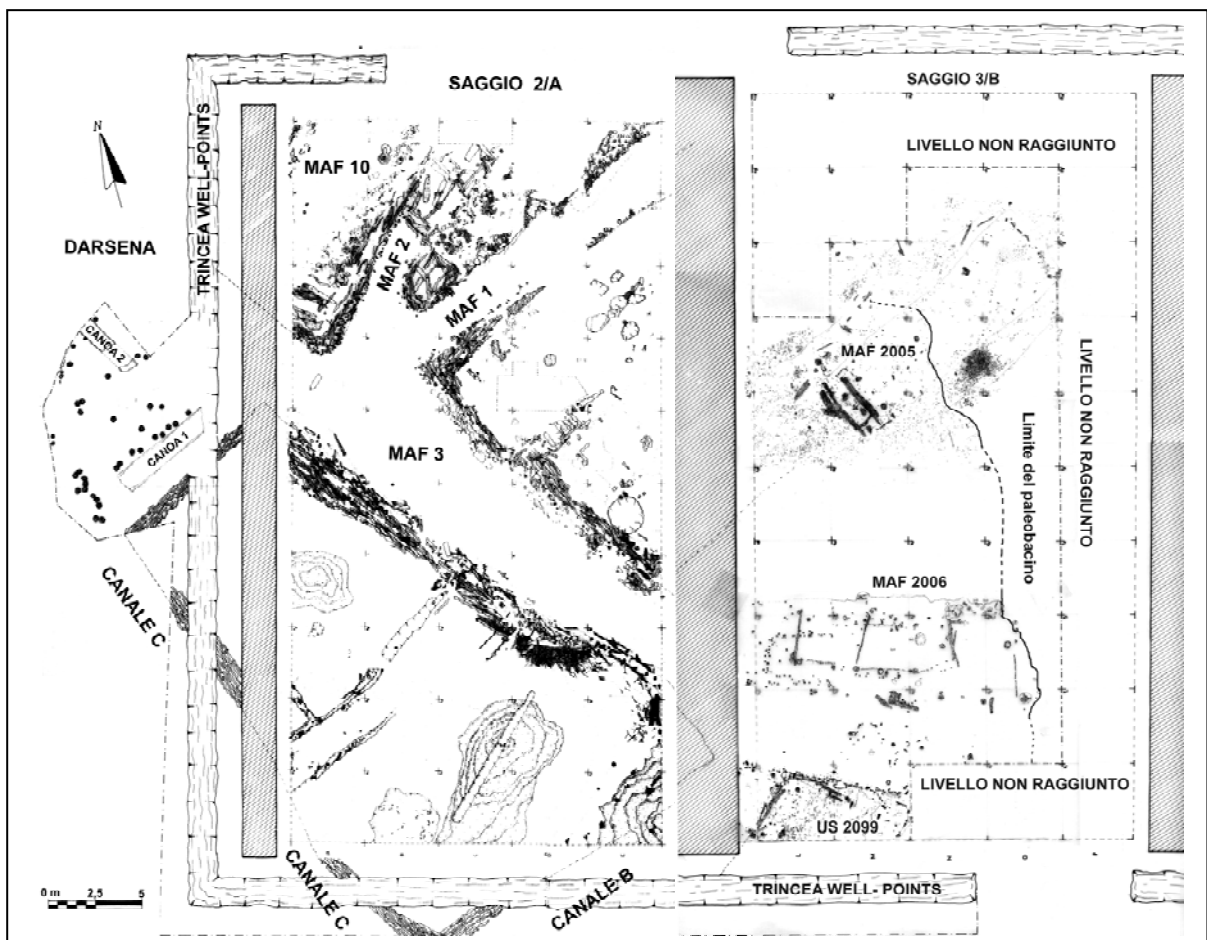 SAGGIO 2/A
SAGGIO 3/B
N
TRINCEA WELL-POINTS
DARSENA
MAF 10
MAF 2
MAF 1
MAF 3
CANOA 2
CANOA 1
CANALE C
CANALE C
CANALE B
0 m 2,5 5
LIVELLO NON RAGGIUNTO
MAF 2005
LIVELLO NON RAGGIUNTO
Limite del paleobacino
MAF 2006
LIVELLO NON RAGGIUNTO
US 2099
TRINCEA WELL- POINTS